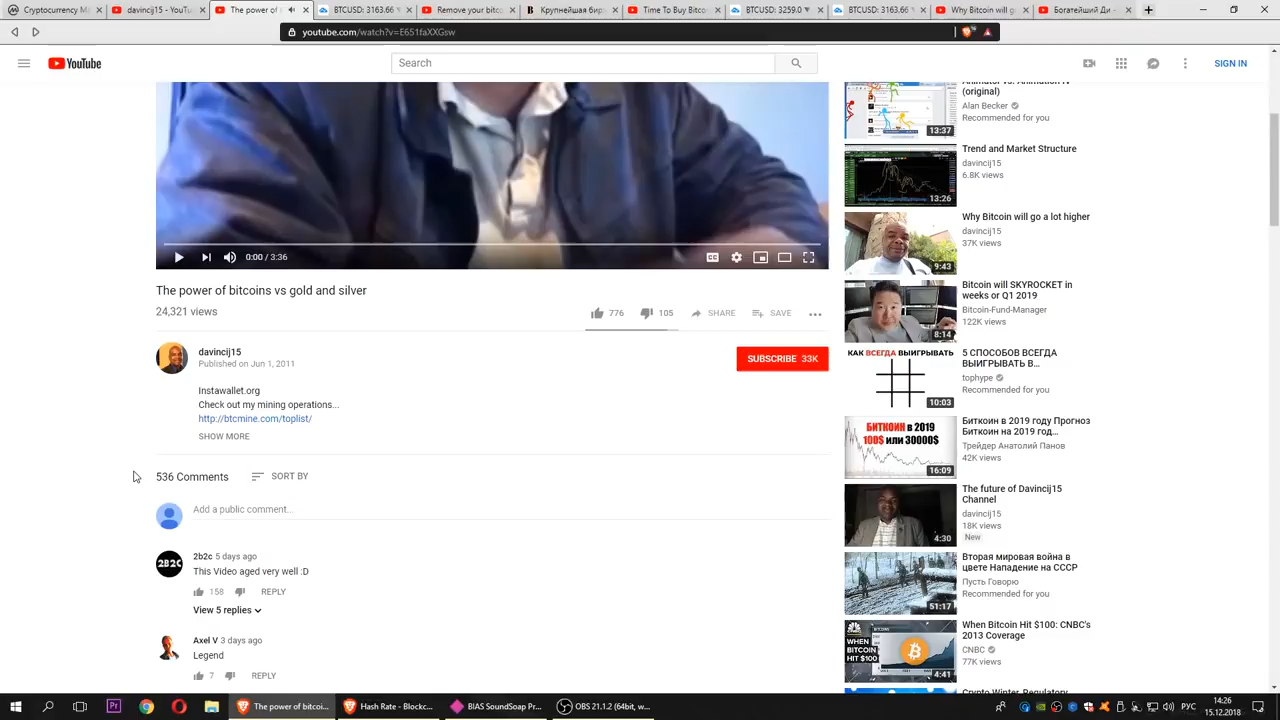 Cryptocurrency Mem
davincij15 - YouTub
The power of
BTCUSD: 3163.66
Remove your bitcoi
Крупнейшая бирж
Time To Buy Bitcoi
BTCUSD: 3259.0
BTCUSD: 3163.66
Why Bitcoin will go
Богатейший Ди
youtube.com/watch?v=E651faXXGsw
YouTube
Search
SIGN IN
0:00 / 3:36
The power of bitcoins vs gold and silver
24,321 views
776
105
SHARE
SAVE
davincij15
Published on Jun 1, 2011
SUBSCRIBE 33K
Instawallet.org
Check out my mining operations...
http://btcmine.com/toplist/
SHOW MORE
536 Comments
SORT BY
Add a public comment...
2B2C
2b2c 5 days ago
This Video aged very well :D
158
REPLY
View 5 replies
Axel V 3 days ago
Legend
7
REPLY
(original)
Alan Becker
Recommended for you
13:37
Trend and Market Structure
davincij15
6.8K views
13:26
Why Bitcoin will go a lot higher
davincij15
37K views
9:43
Bitcoin will SKYROCKET in
weeks or Q1 2019
Bitcoin-Fund-Manager
122K views
8:14
КАК ВСЕГДА ВЫИГРЫВАТЬ
10:03
5 СПОСОБОВ ВСЕГДА
ВЫИГРЫВАТЬ В...
tophype
Recommended for you
БИТКОИН в 2019
100$ или 30000$
16:09
Биткоин в 2019 году Прогноз
Биткоин на 2019 год...
Трейдер Анатолий Панов
42K views
4:30
The future of Davincij15
Channel
davincij15
18K views
New
51:17
Вторая мировая война в
цвете Нападение на СССР
Пусть Говорю
Recommended for you
CNBC
WHEN
BITCOIN
HIT $100
4:41
When Bitcoin Hit $100: CNBC's
2013 Coverage
CNBC
77K views
Crypto Winter, Regulatory
The power of bitcoi...
Hash Rate - Blockc...
BIAS SoundSoap Pr...
OBS 21.1.2 (64bit, w...
РУС
14:26
15.12.2018